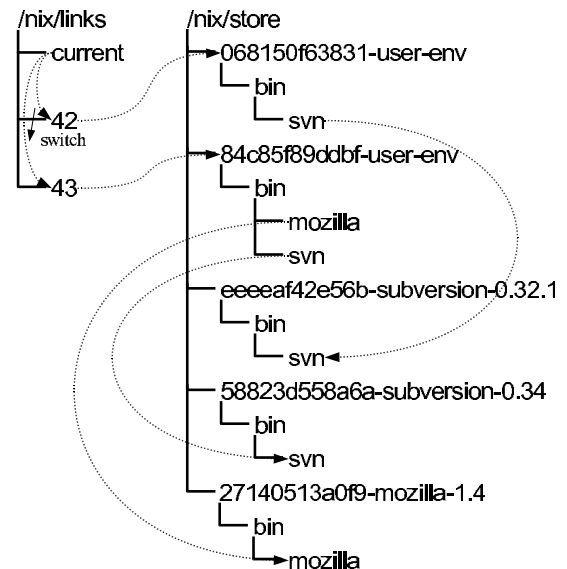 /nix/links
current
42
switch
43
/nix/store
068150f63831-user-env
bin
svn
84c85f89ddbf-user-env
bin
mozilla
svn
eeeeaf42e56b-subversion-0.32.1
bin
svn
58823d558a6a-subversion-0.34
bin
svn
27140513a0f9-mozilla-1.4
bin
mozilla